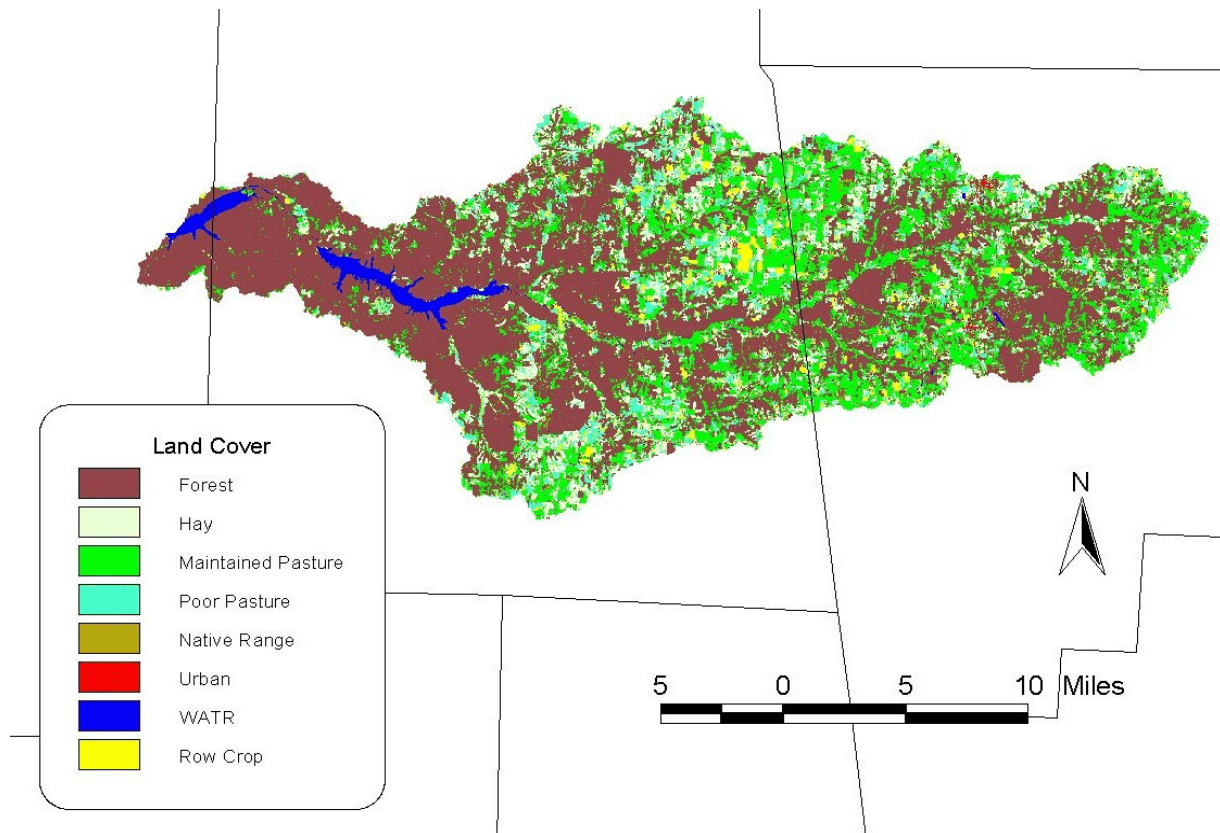 Land Cover
Forest
Hay
Maintained Pasture
Poor Pasture
Native Range
Urban
WATR
Row Crop
N
5 0 5 10 Miles